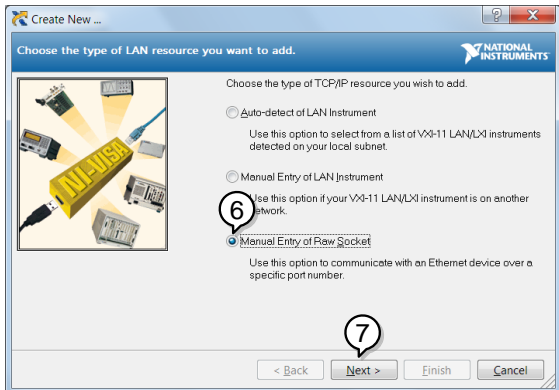 Create New ...
Choose the type of LAN resource you want to add.
NATIONAL
INSTRUMENTS
NI-VISA
Choose the type of TCP/IP resource you wish to add.
Auto-detect of LAN Instrument
Use this option to select from a list of VXI-11 LAN/LXI instruments
detected on your local subnet.
Manual Entry of LAN Instrument
Use this option if your VXI-11 LAN/LXI instrument is on another
network.
6
Manual Entry of Raw Socket
Use this option to communicate with an Ethernet device over a
specific port number.
7
< Back
Next >
Finish
Cancel